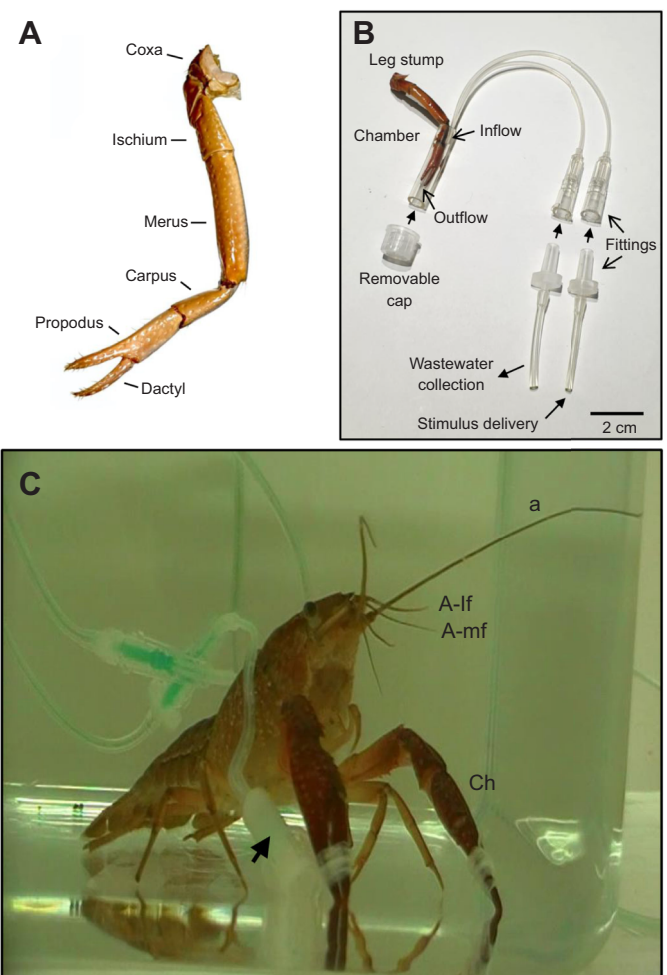 A
Coxa
Ischium
Merus
Carpus
Propodus
Dactyl
B
Leg stump
Chamber
Inflow
Outflow
Removable
cap
Fittings
Wastewater
collection
Stimulus delivery
2 cm
C
a
A-lf
A-mf
Ch